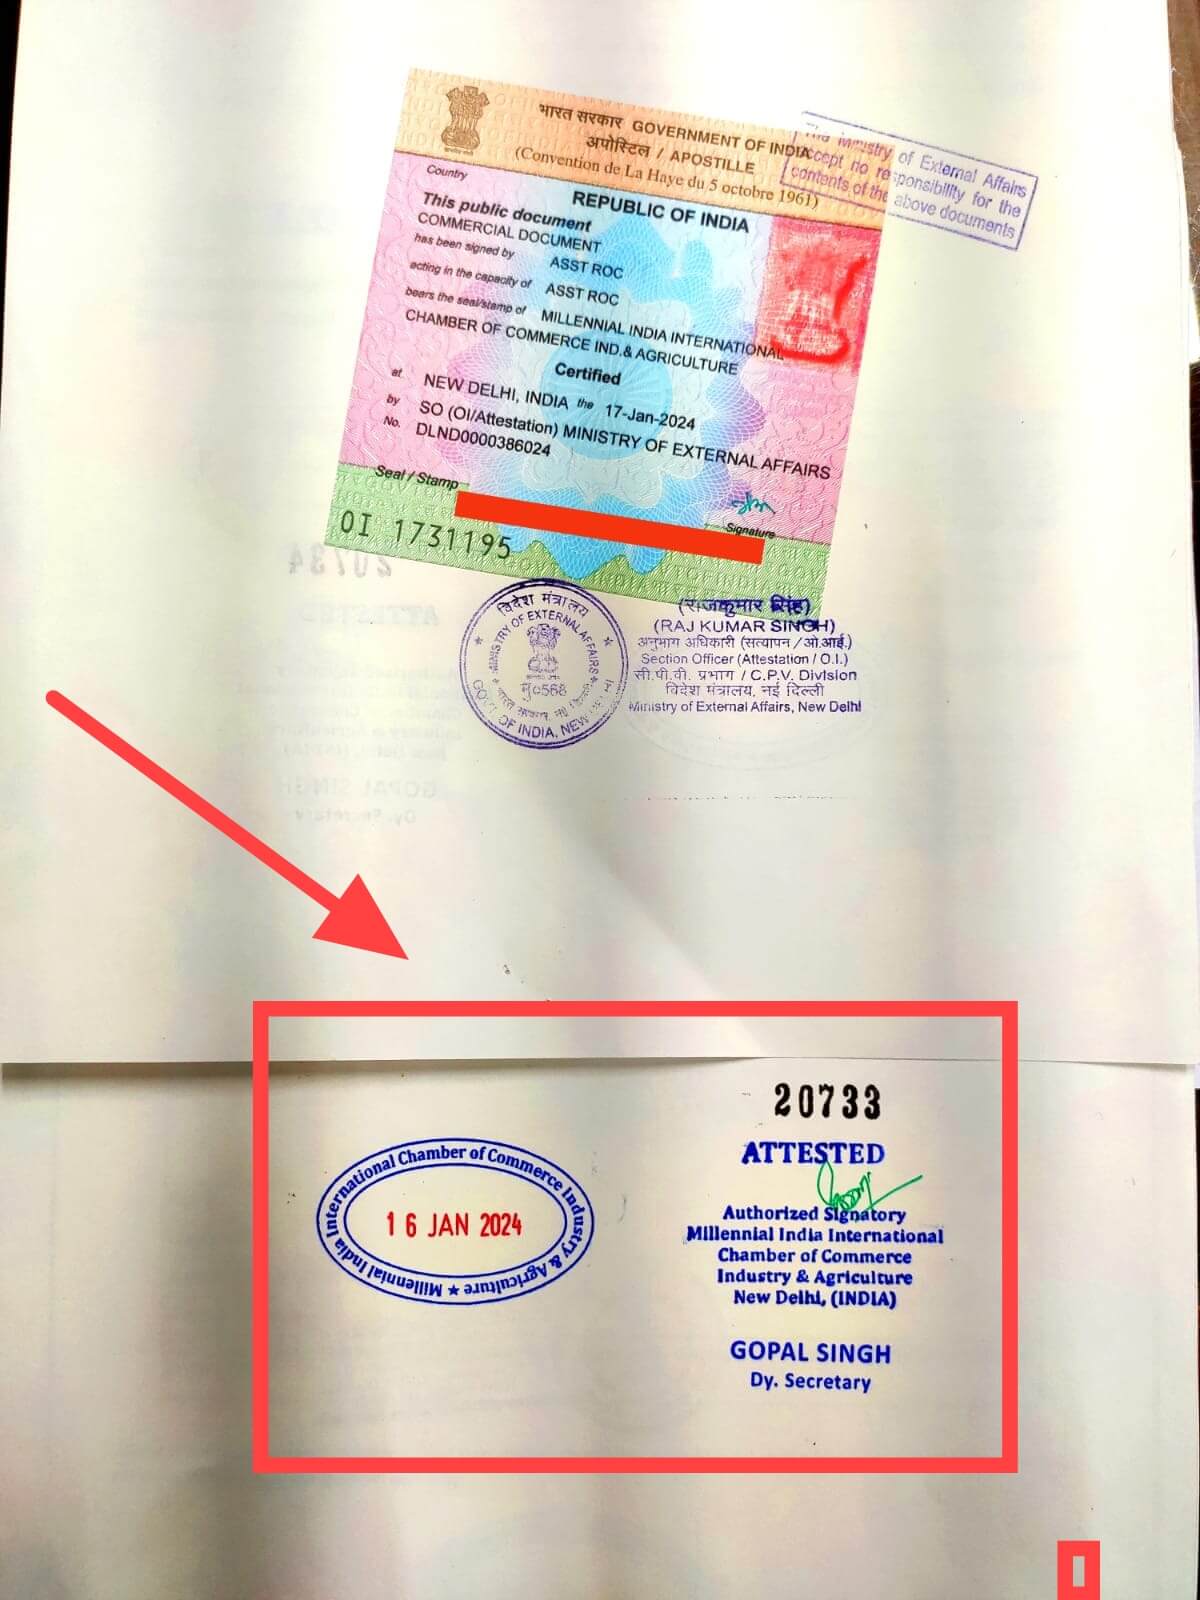 भारत सरकार GOVERNMENT OF INDIA
अपोस्टिल / APOSTILLE
(Convention de La Haye du 5 octobre 1961)
The Ministry of External Affairs
accept no responsibility for the
contents of the above documents
Country
REPUBLIC OF INDIA
This public document
COMMERCIAL DOCUMENT
has been signed by ASST ROC
acting in the capacity of ASST ROC
bears the seal/stamp of MILLENNIAL INDIA INTERNATIONAL
CHAMBER OF COMMERCE IND.& AGRICULTURE
Certified
at NEW DELHI, INDIA the 17-Jan-2024
by SO (OI/Attestation) MINISTRY OF EXTERNAL AFFAIRS
No. DLND0000386024
Seal / Stamp
Signature
OI 1731195
विदेश मंत्रालय
MINISTRY OF EXTERNAL AFFAIRS
GOVT OF INDIA, NEW DELHI
(राजकुमार सिंह)
(RAJ KUMAR SINGH)
अनुभाग अधिकारी (सत्यापन / ओ.आई.)
Section Officer (Attestation / O.I.)
सी.पी.वी. प्रभाग / C.P.V. Division
विदेश मंत्रालय, नई दिल्ली
Ministry of External Affairs, New Delhi
20733
ATTESTED
Authorized Signatory
Millennial India International
Chamber of Commerce
Industry & Agriculture
New Delhi, (INDIA)
GOPAL SINGH
Dy. Secretary
Millennial India International Chamber of Commerce Industry & Agriculture ★
16 JAN 2024